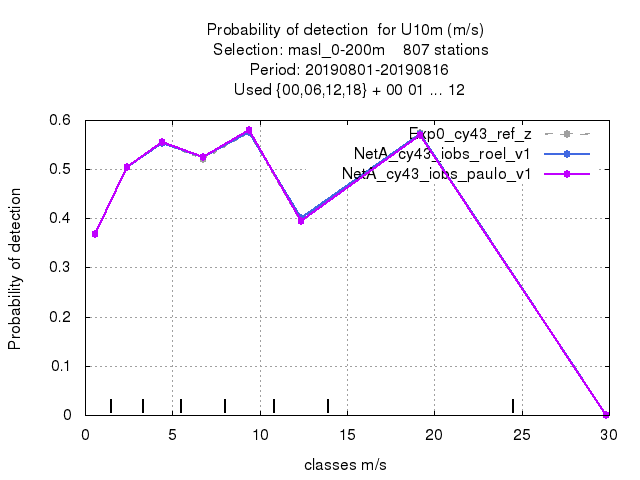 Probability of detection  for U10m (m/s)
Selection: masl_0-200m    807 stations
Period: 20190801-20190816
Used {00,06,12,18} + 00 01 ... 12
0.6
0.5
0.4
0.3
0.2
0.1
0
Probability of detection
Exp0_cy43_ref_z
NetA_cy43_iobs_roel_v1
NetA_cy43_iobs_paulo_v1
0 5 10 15 20 25 30
classes m/s